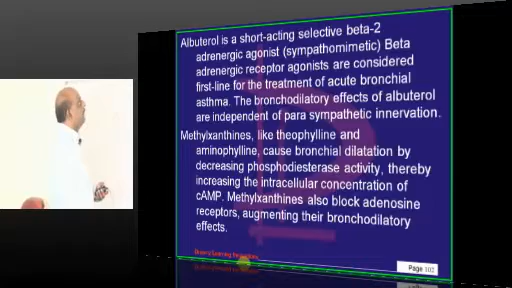 Albuterol is a short-acting selective beta-2
adrenergic agonist (sympathomimetic) Beta
adrenergic receptor agonists are considered
first-line for the treatment of acute bronchial
asthma. The bronchodilatory effects of albuterol
are independent of para sympathetic innervation.
Methylxanthines, like theophylline and
aminophylline, cause bronchial dilatation by
decreasing phosphodiesterase activity, thereby
increasing the intracellular concentration of
cAMP. Methylxanthines also block adenosine
receptors, augmenting their bronchodilatory
effects.
Page 103